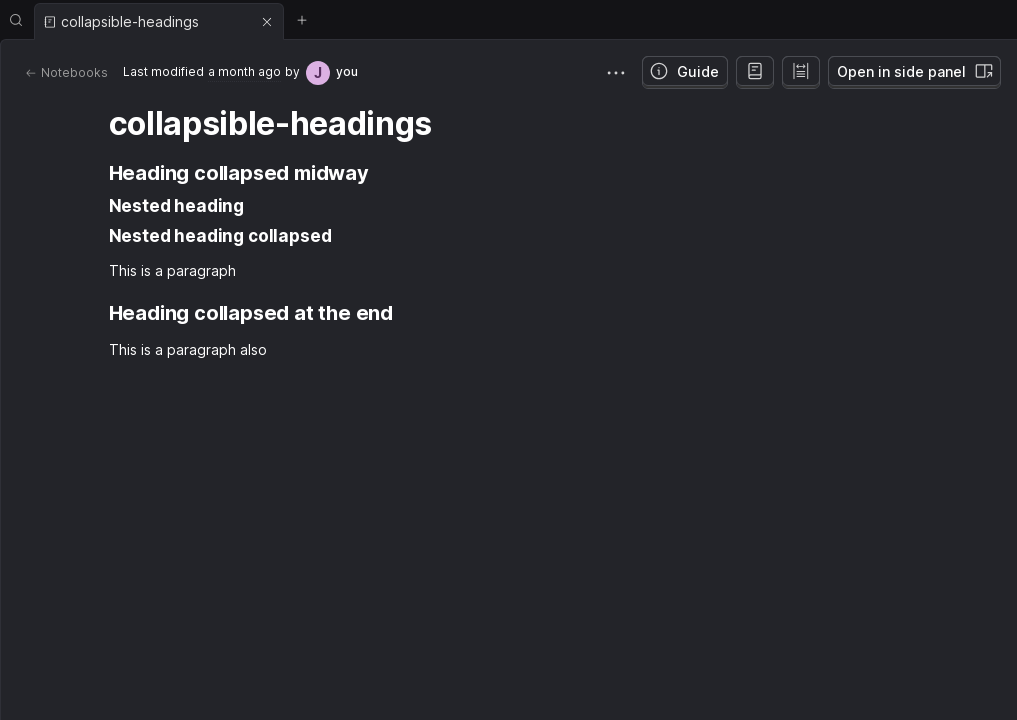 collapsible-headings
Notebooks
Last modified a month ago by J you
Guide
Open in side panel
collapsible-headings
Heading collapsed midway
Nested heading
Nested heading collapsed
This is a paragraph
Heading collapsed at the end
This is a paragraph also